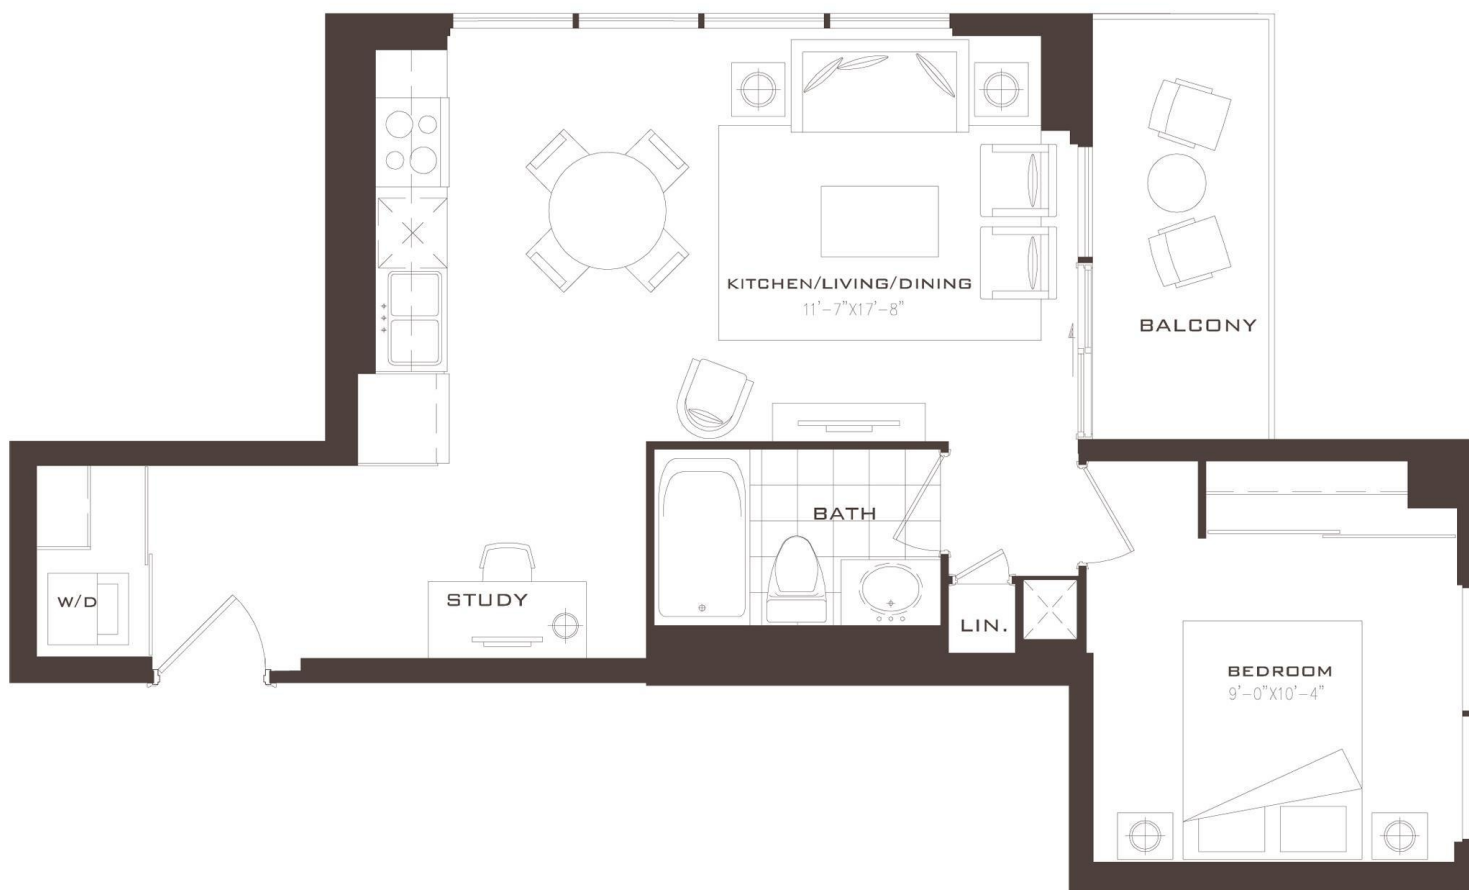 KITCHEN/LIVING/DINING
11'-7"X17'-8"
BALCONY
BATH
W/D
STUDY
LIN.
BEDROOM
9'-0"X10'-4"